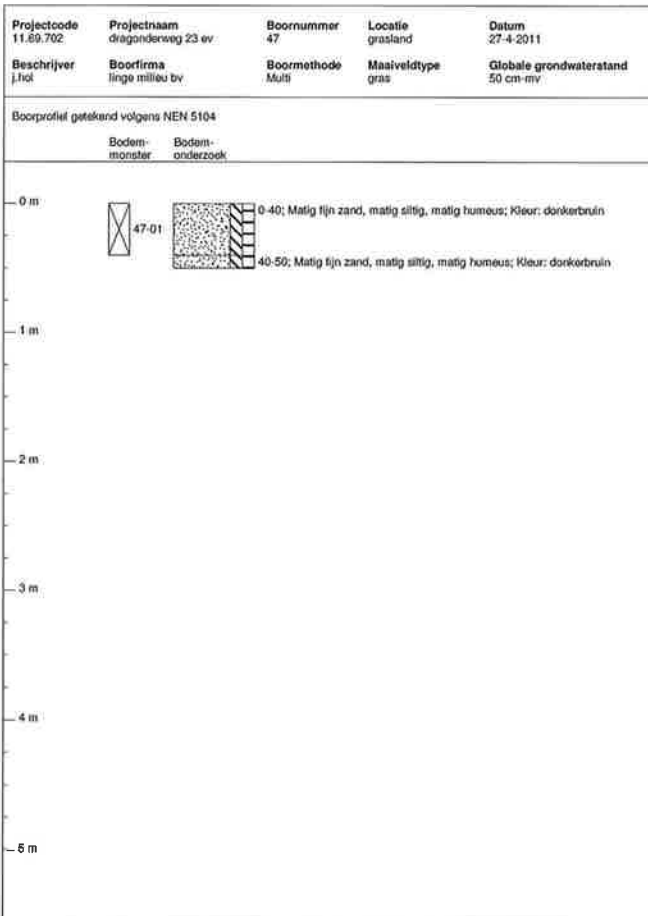 Projectcode Projectnaam Boornummer Locatie Datum
11.69.702 dragonderweg 23 ev 47 grasland 27-4-2011
Beschrijver Boorfirma Boormethode Maaiveldtype Globale grondwaterstand
j.hol linge milieu bv Multi gras 50 cm-mv
Boorprofiel getekend volgens NEN 5104
Bodem- Bodem-
monster onderzoek
0 m
0-40; Matig fijn zand, matig siltig, matig humeus; Kleur: donkerbruin
47-01
40-50; Matig fijn zand, matig siltig, matig humeus; Kleur: donkerbruin
1 m
2 m
3 m
4 m
5 m